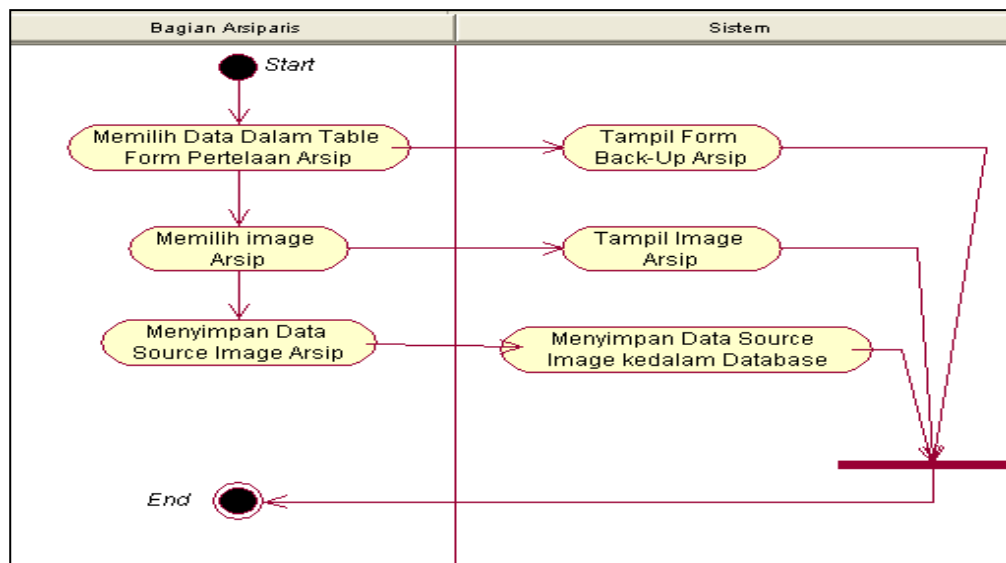 Bagian Arsiparis
Sistem
Start
Memilih Data Dalam Table
Form Pertelaan Arsip
Tampil Form
Back-Up Arsip
Memilih image
Arsip
Tampil Image
Arsip
Menyimpan Data
Source Image Arsip
Menyimpan Data Source
Image kedalam Database
End